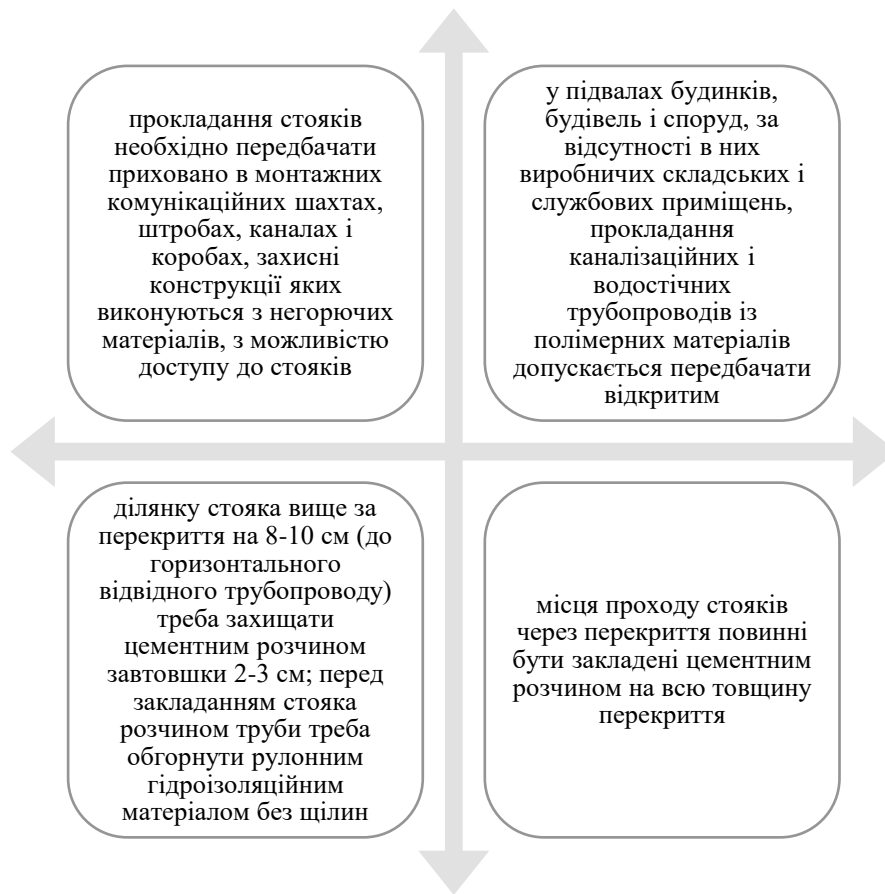 прокладання стояків
необхідно передбачати
приховано в монтажних
комунікаційних шахтах,
штробах, каналах і
коробах, захисні
конструкції яких
виконуються з негорючих
матеріалів, з можливістю
доступу до стояків
у підвалах будинків,
будівель і споруд, за
відсутності в них
виробничих складських і
службових приміщень,
прокладання
каналізаційних і
водостічних
трубопроводів із
полімерних матеріалів
допускається передбачати
відкритим
ділянку стояка вище за
перекриття на 8-10 см (до
горизонтального
відвідного трубопроводу)
треба захищати
цементним розчином
завтовшки 2-3 см; перед
закладанням стояка
розчином труби треба
обгорнути рулонним
гідроізоляційним
матеріалом без щілин
місця проходу стояків
через перекриття повинні
бути закладені цементним
розчином на всю товщину
перекриття